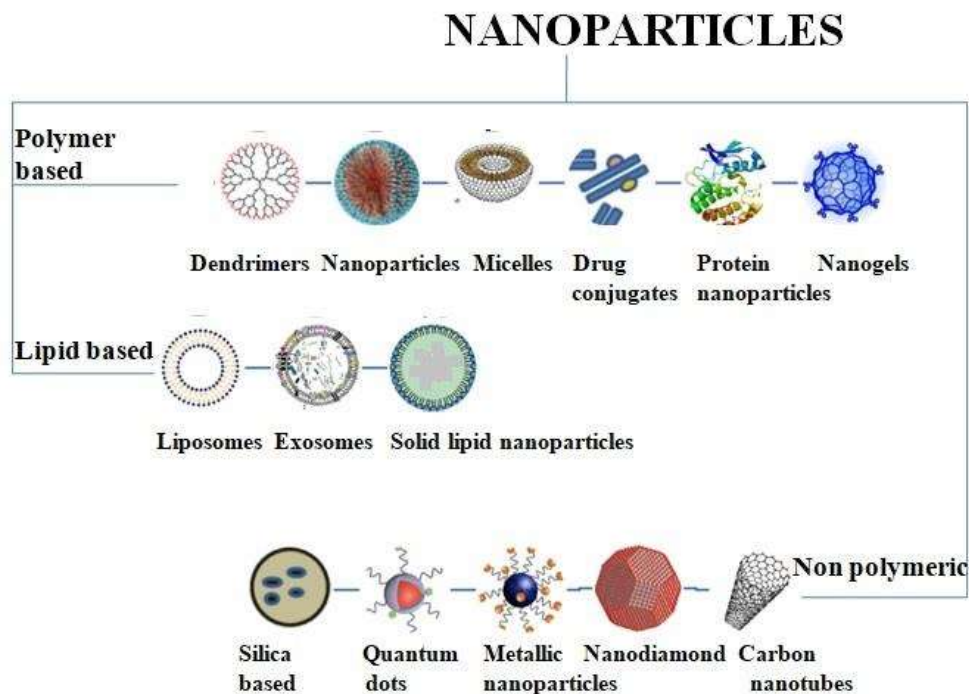 NANOPARTICLES
Polymer
based
Dendrimers Nanoparticles Micelles Drug conjugates Protein nanoparticles Nanogels
Lipid based
Liposomes Exosomes Solid lipid nanoparticles
Non polymeric
Silica based Quantum dots Metallic nanoparticles Nanodiamond Carbon nanotubes